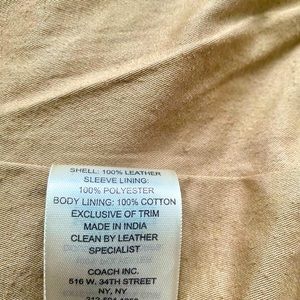 SHELL: 100% LEATHER
SLEEVE LINING:
100% POLYESTER
BODY LINING: 100% COTTON
EXCLUSIVE OF TRIM
MADE IN INDIA
CLEAN BY LEATHER
SPECIALIST
COACH INC.
516 W. 34TH STREET
NY, NY